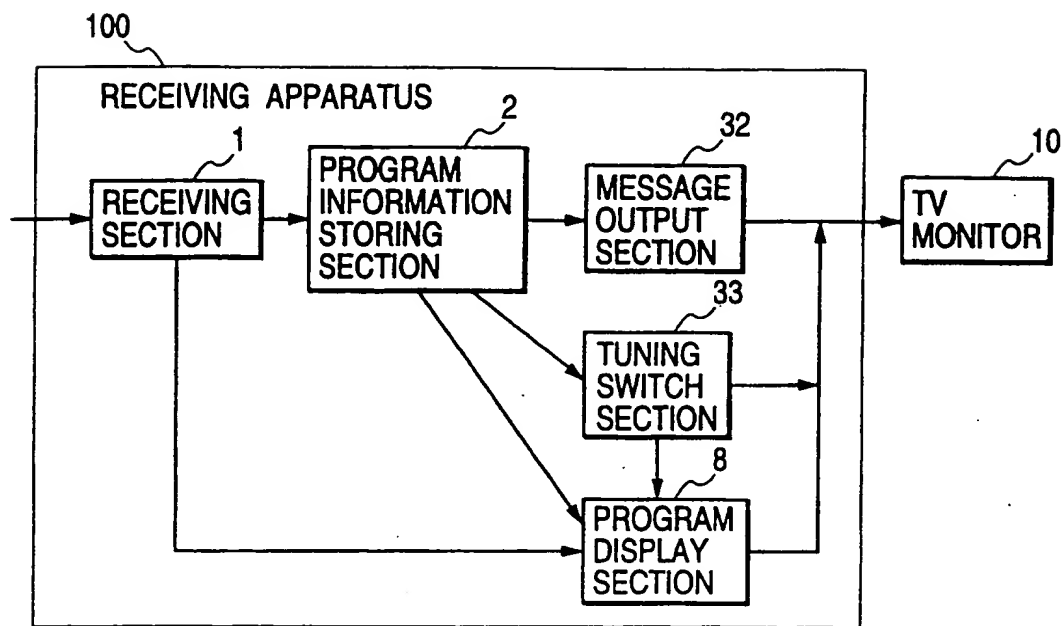 100
RECEIVING APPARATUS
1
RECEIVING
SECTION
2
PROGRAM
INFORMATION
STORING
SECTION
32
MESSAGE
OUTPUT
SECTION
10
TV
MONITOR
33
TUNING
SWITCH
SECTION
8
PROGRAM
DISPLAY
SECTION